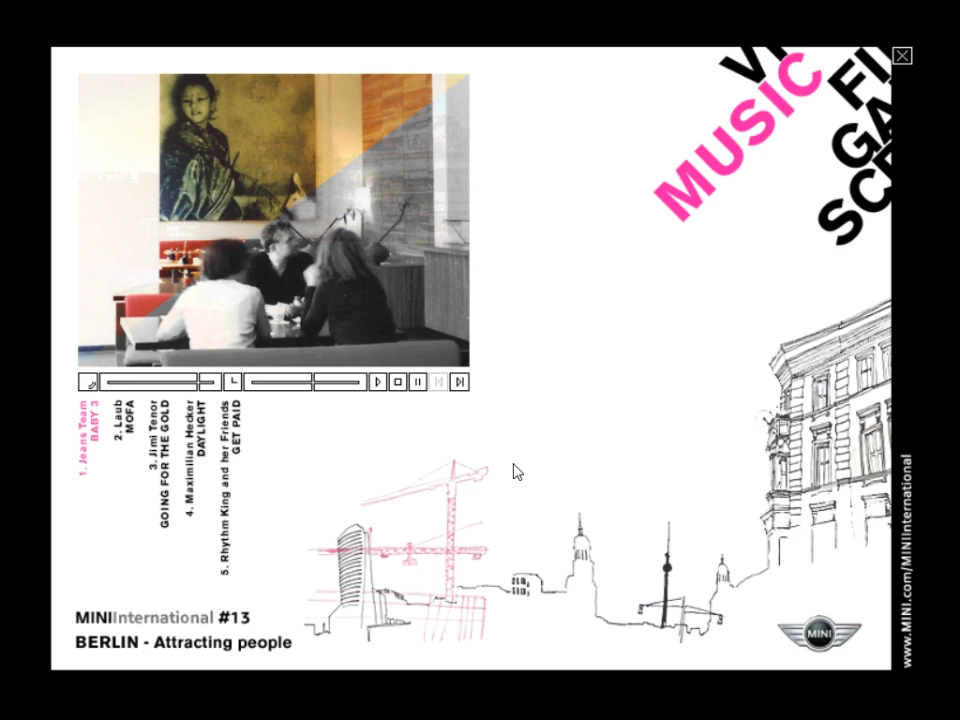 MUSIC
1. Jeans Team
BABY 3
2. Laub
MOFA
3. Jimi Tenor
GOING FOR THE GOLD
4. Maximilian Hecker
DAYLIGHT
5. Rhythm King and her Friends
GET PAID
MINIInternational #13
BERLIN - Attracting people
MINI
www.MINI.com/MINIInternational